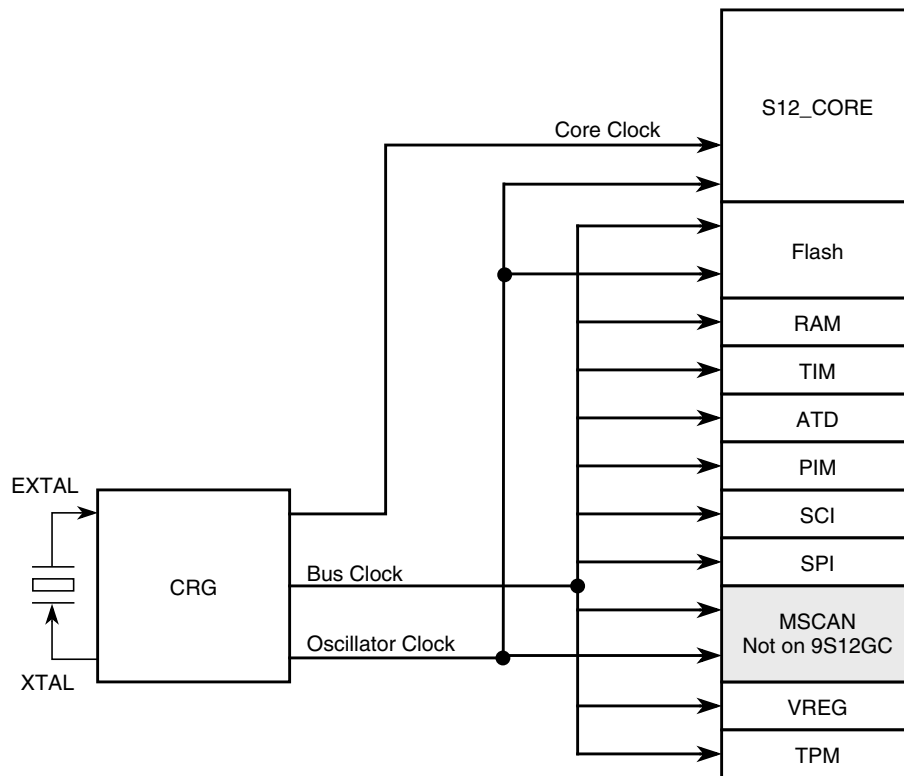 S12_CORE
Core Clock
Flash
RAM
TIM
ATD
PIM
EXTAL
SCI
SPI
CRG
Bus Clock
MSCAN
Not on 9S12GC
Oscillator Clock
XTAL
VREG
TPM